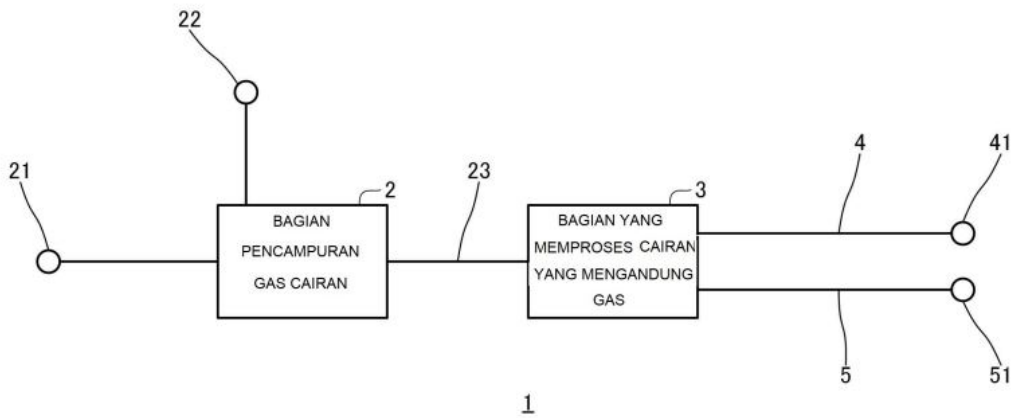 22
21
2
23
3
4
41
BAGIAN
PENCAMPURAN
GAS CAIRAN
BAGIAN YANG
MEMPROSES CAIRAN
YANG MENGANDUNG
GAS
5
51
1